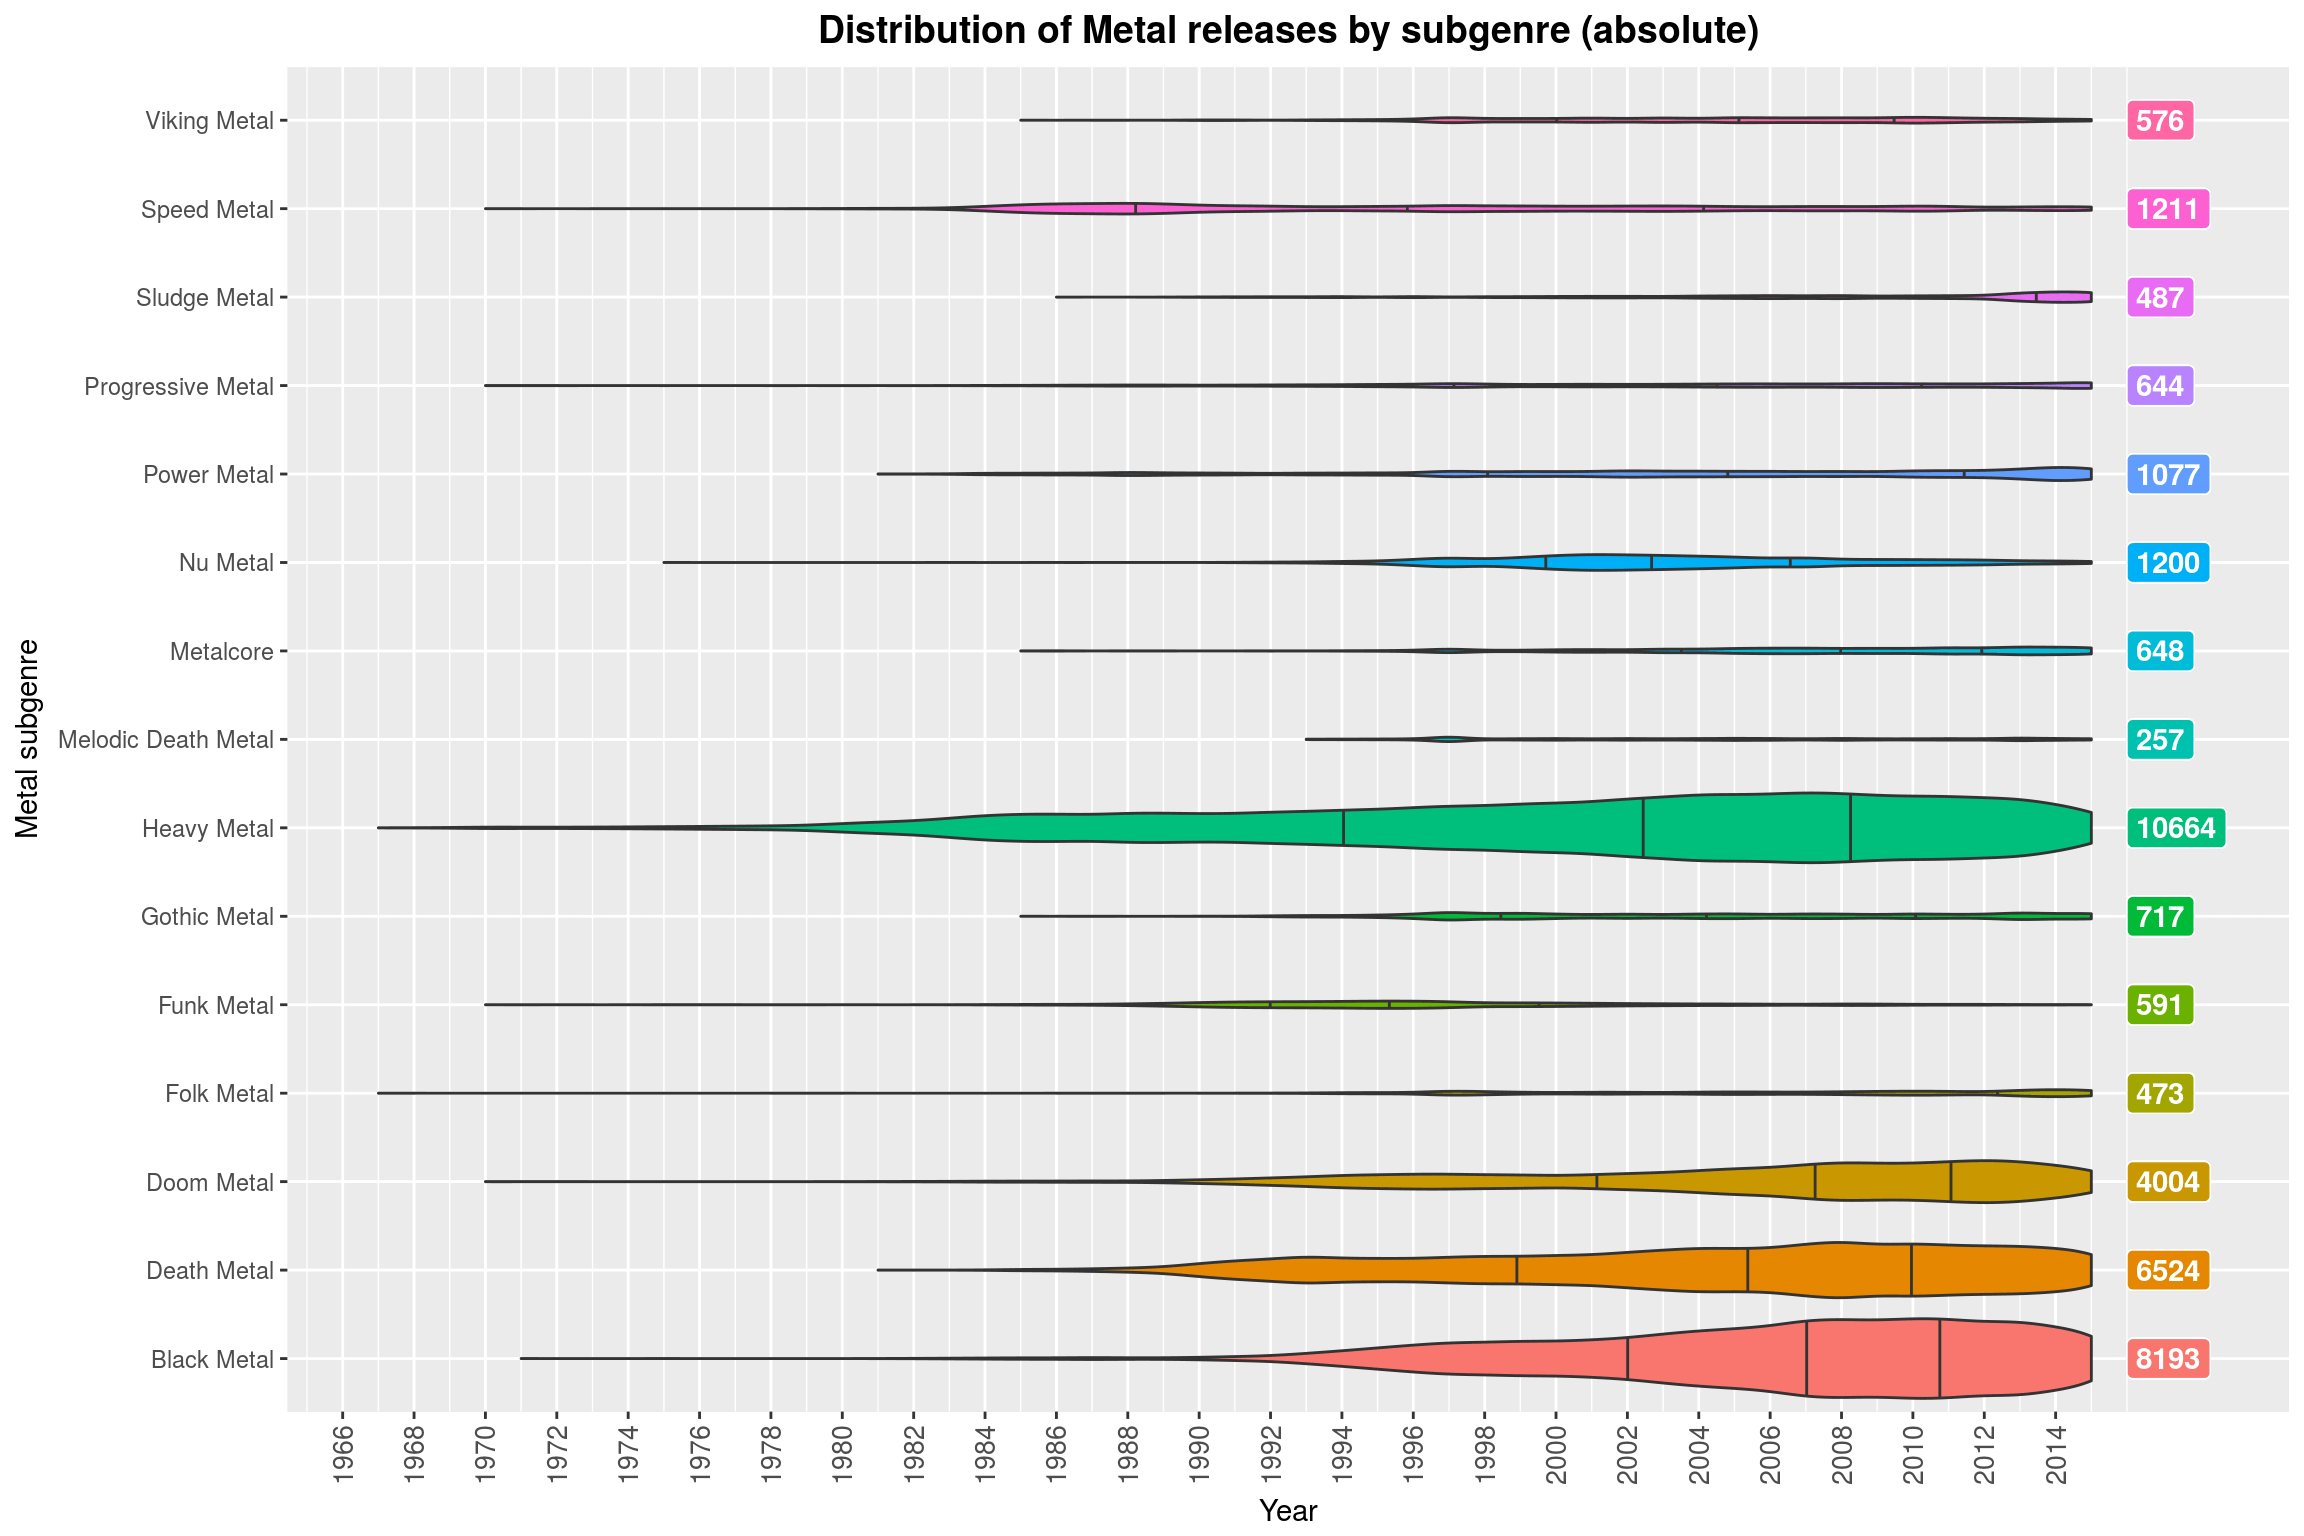 Distribution of Metal releases by subgenre (absolute)
Metal subgenre
Viking Metal 576
Speed Metal 1211
Sludge Metal 487
Progressive Metal 644
Power Metal 1077
Nu Metal 1200
Metalcore 648
Melodic Death Metal 257
Heavy Metal 10664
Gothic Metal 717
Funk Metal 591
Folk Metal 473
Doom Metal 4004
Death Metal 6524
Black Metal 8193
1966 1968 1970 1972 1974 1976 1978 1980 1982 1984 1986 1988 1990 1992 1994 1996 1998 2000 2002 2004 2006 2008 2010 2012 2014
Year